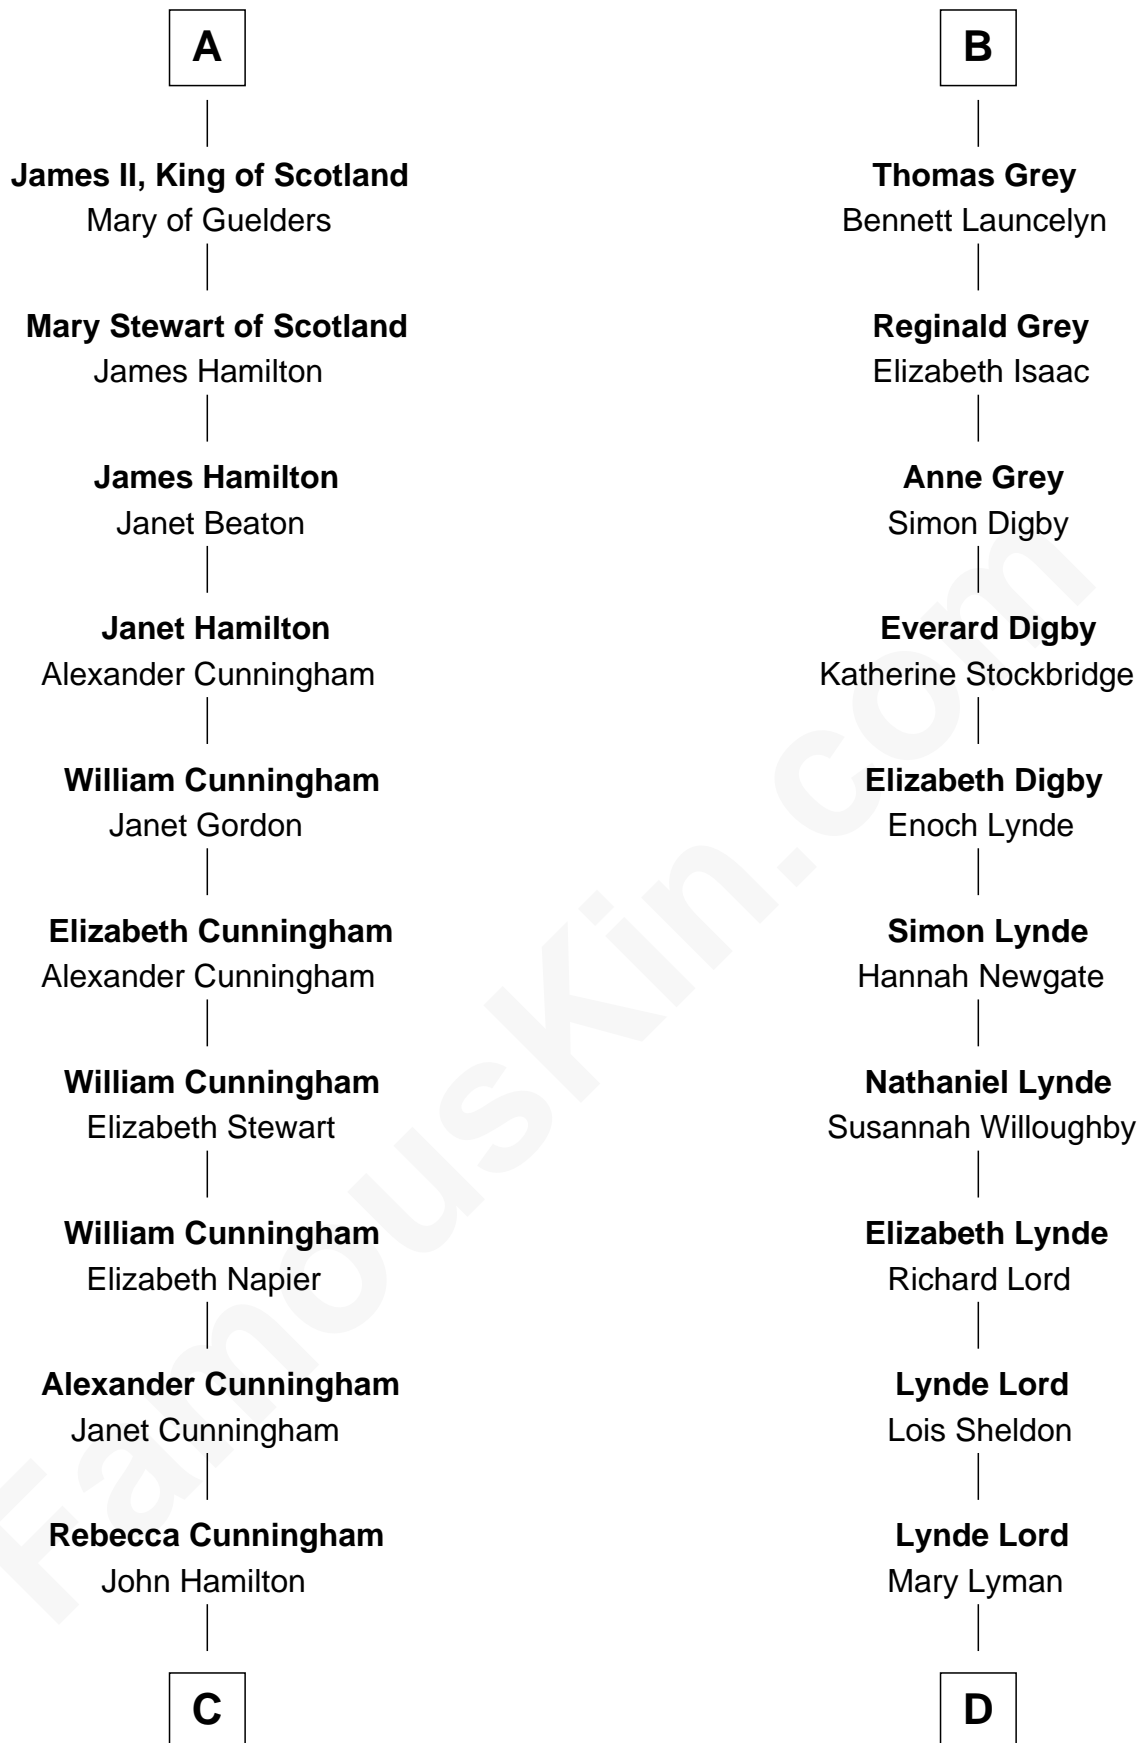 A
James II, King of Scotland
Mary of Guelders
Mary Stewart of Scotland
James Hamilton
James Hamilton
Janet Beaton
Janet Hamilton
Alexander Cunningham
William Cunningham
Janet Gordon
Elizabeth Cunningham
Alexander Cunningham
William Cunningham
Elizabeth Stewart
William Cunningham
Elizabeth Napier
Alexander Cunningham
Janet Cunningham
Rebecca Cunningham
John Hamilton
C
B
Thomas Grey
Bennett Launcelyn
Reginald Grey
Elizabeth Isaac
Anne Grey
Simon Digby
Everard Digby
Katherine Stockbridge
Elizabeth Digby
Enoch Lynde
Simon Lynde
Hannah Newgate
Nathaniel Lynde
Susannah Willoughby
Elizabeth Lynde
Richard Lord
Lynde Lord
Lois Sheldon
Lynde Lord
Mary Lyman
D
FamousKin.com